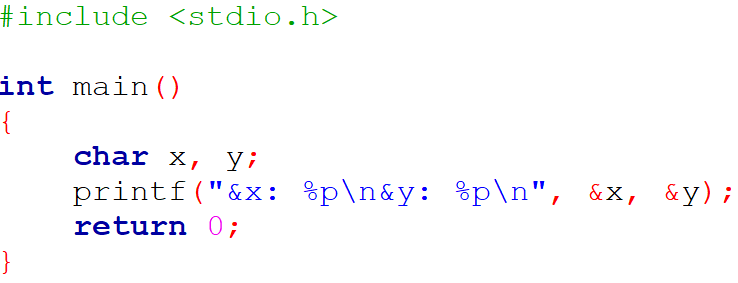 #include <stdio.h>
int main()
{
    char x, y;
    printf("&x: %p\n&y: %p\n", &x, &y);
    return 0;
}